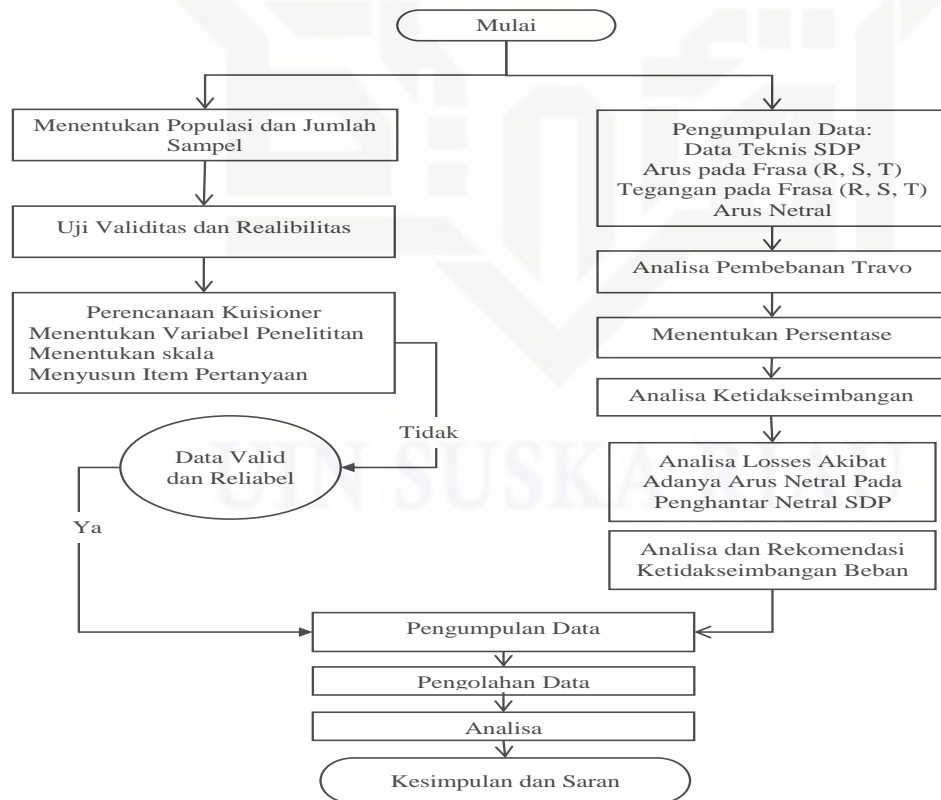 Mulai
Menentukan Populasi dan Jumlah
Sampel
Uji Validitas dan Realibilitas
Perencanaan Kuisioner
Menentukan Variabel Penelititan
Menentukan skala
Menyusun Item Pertanyaan
Tidak
Data Valid
dan Reliabel
Ya
Pengumpulan Data:
Data Teknis SDP
Arus pada Frasa (R, S, T)
Tegangan pada Frasa (R, S, T)
Arus Netral
Analisa Pembebanan Travo
Menentukan Persentase
Analisa Ketidakseimbangan
Analisa Losses Akibat
Adanya Arus Netral Pada
Penghantar Netral SDP
Analisa dan Rekomendasi
Ketidakseimbangan Beban
Pengumpulan Data
Pengolahan Data
Analisa
Kesimpulan dan Saran
UIN SUSKA RIAU